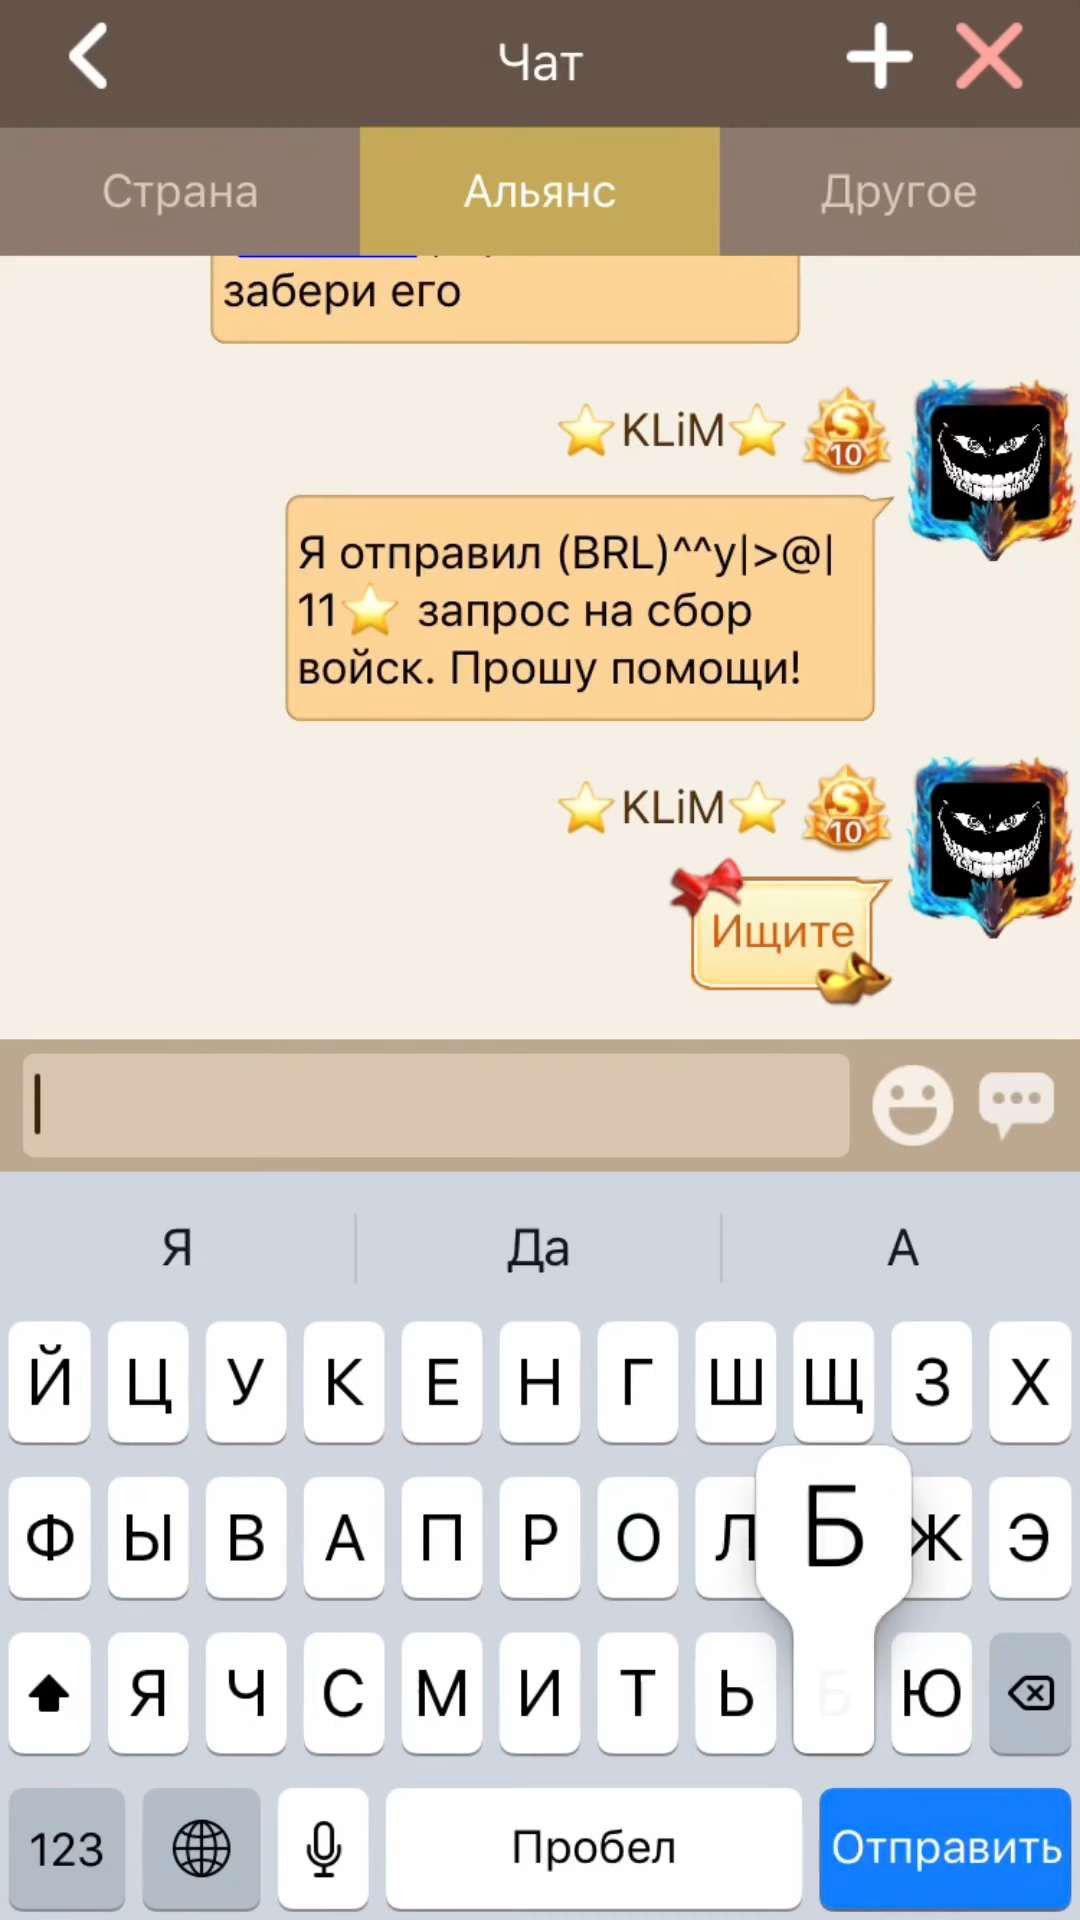 Чат
Страна Альянс Другое
забери его
⭐KLiM⭐ S 10
Я отправил (BRL)^^y|>@|
11⭐ запрос на сбор
войск. Прошу помощи!
⭐KLiM⭐ S 10
Ищите
Я Да А
Й Ц У К Е Н Г Ш Щ З Х
Ф Ы В А П Р О Л Б Ж Э
Я Ч С М И Т Ь Б Ю
123 Пробел Отправить